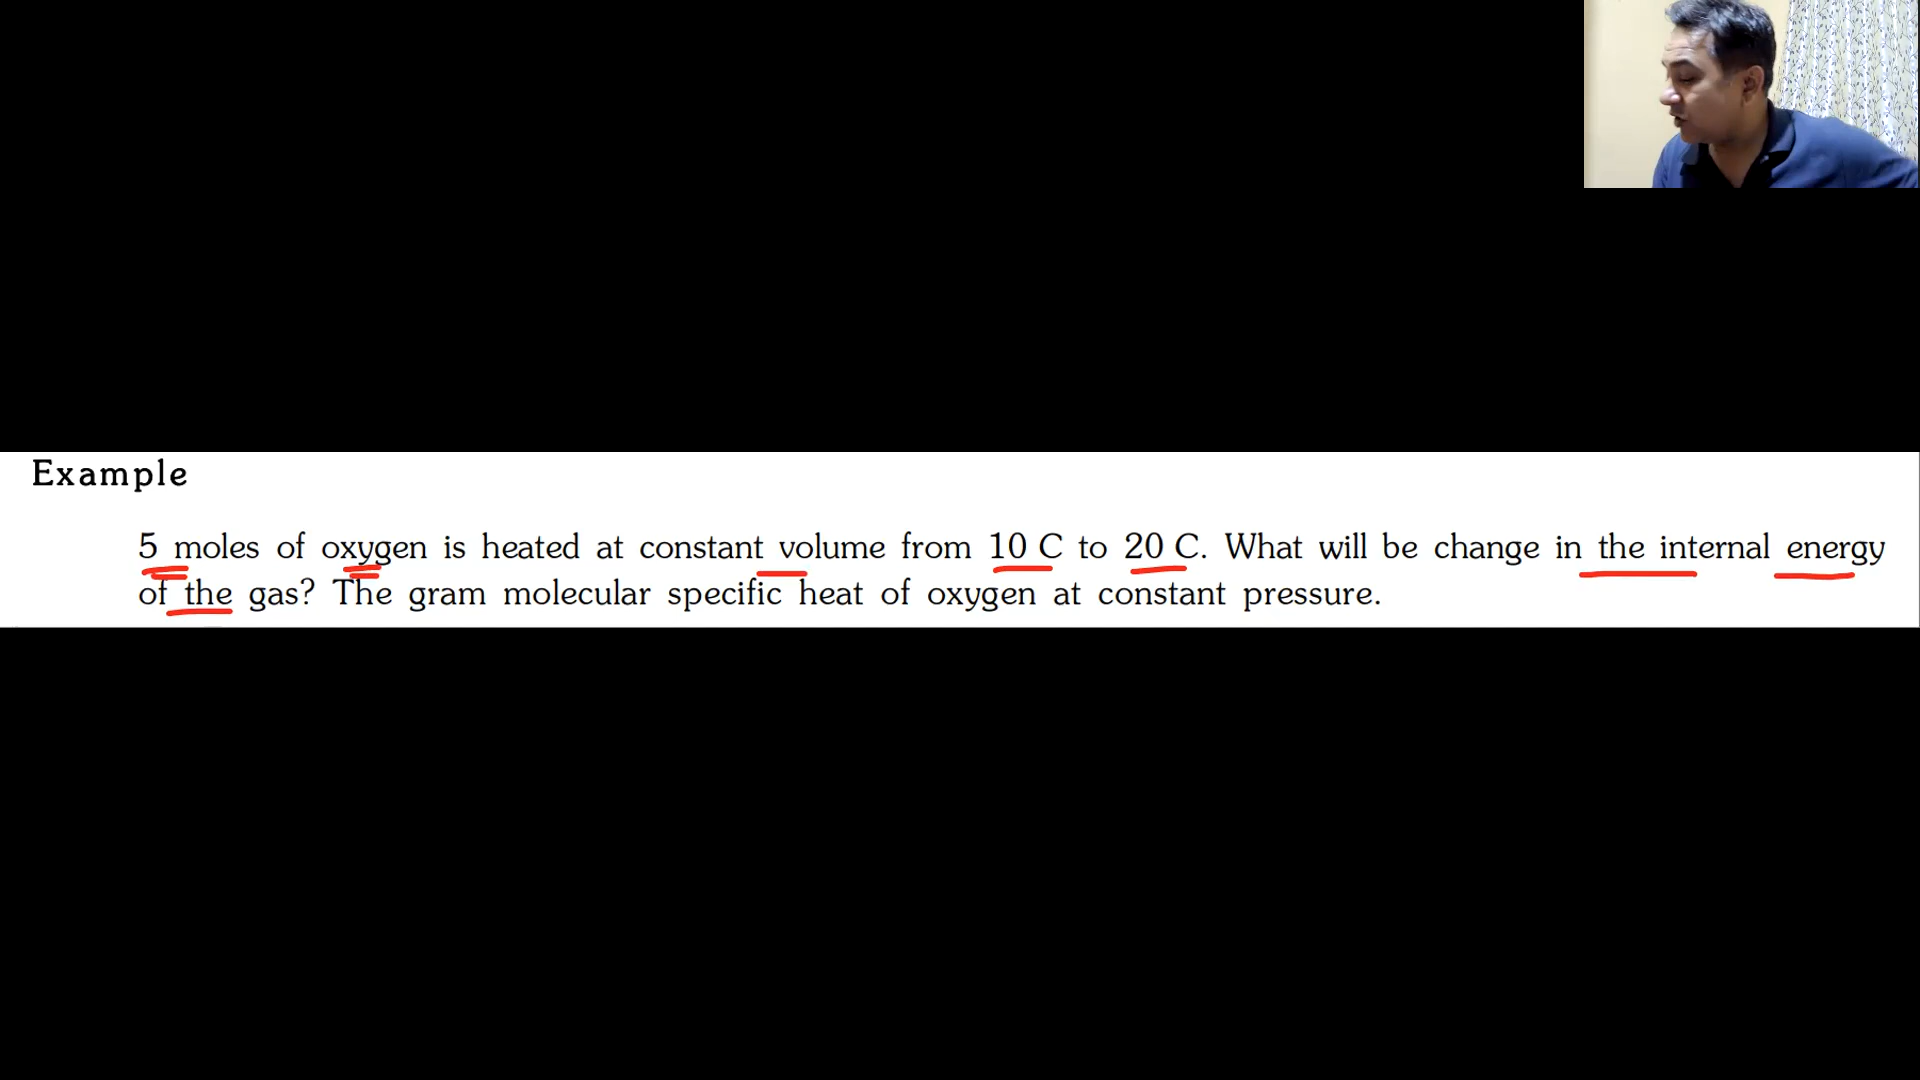 Example
5 moles of oxygen is heated at constant volume from 10 C to 20 C. What will be change in the internal energy
of the gas? The gram molecular specific heat of oxygen at constant pressure.